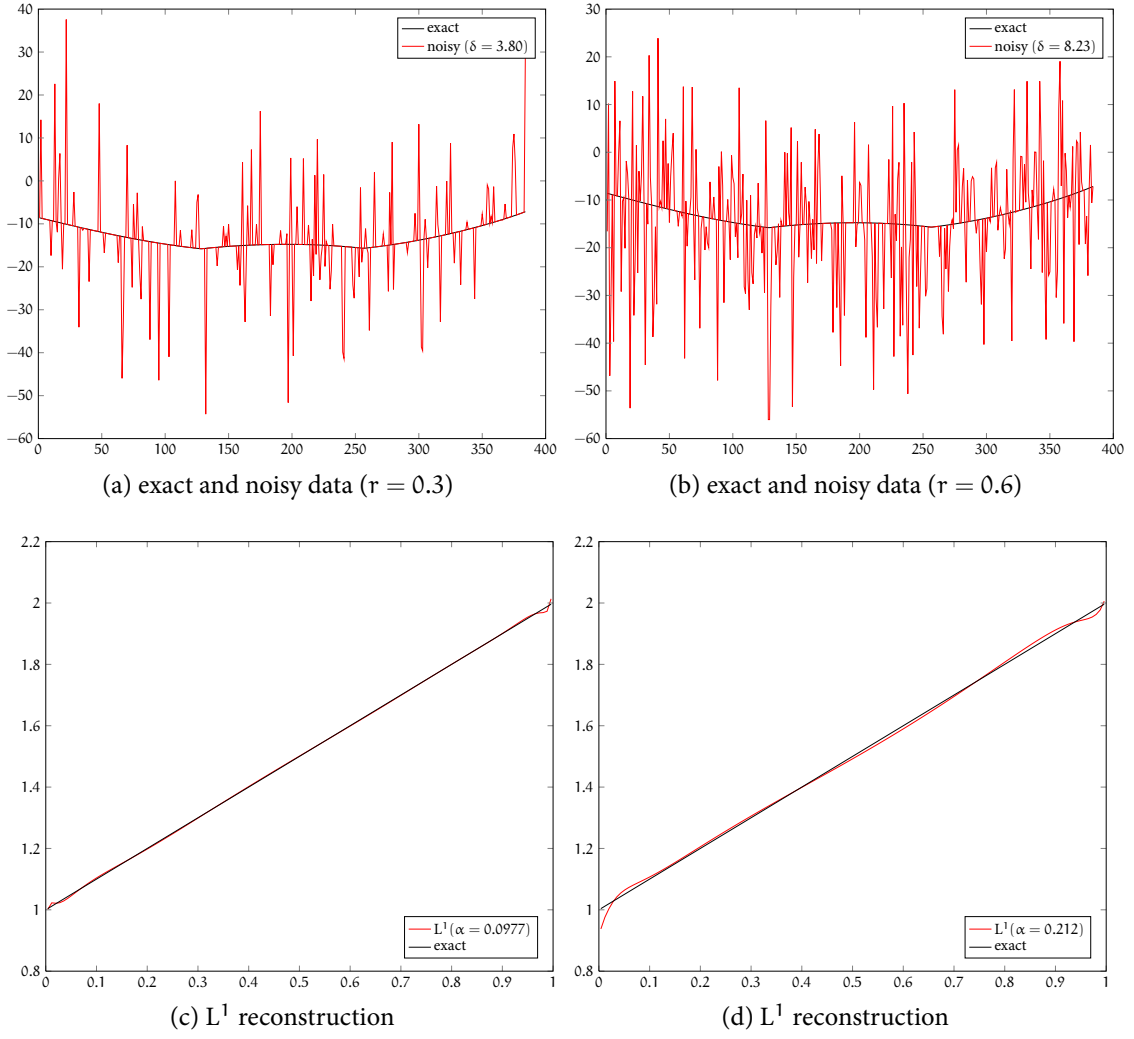 40
30
20
10
0
−10
−20
−30
−40
−50
−60
0 50 100 150 200 250 300 350 400
exact
noisy (δ = 3.80)
(a) exact and noisy data (r = 0.3)
30
20
10
0
−10
−20
−30
−40
−50
−60
0 50 100 150 200 250 300 350 400
exact
noisy (δ = 8.23)
(b) exact and noisy data (r = 0.6)
2.2
2
1.8
1.6
1.4
1.2
1
0.8
0 0.1 0.2 0.3 0.4 0.5 0.6 0.7 0.8 0.9 1
L¹(α = 0.0977)
exact
(c) L¹ reconstruction
2.2
2
1.8
1.6
1.4
1.2
1
0.8
0 0.1 0.2 0.3 0.4 0.5 0.6 0.7 0.8 0.9 1
L¹(α = 0.212)
exact
(d) L¹ reconstruction